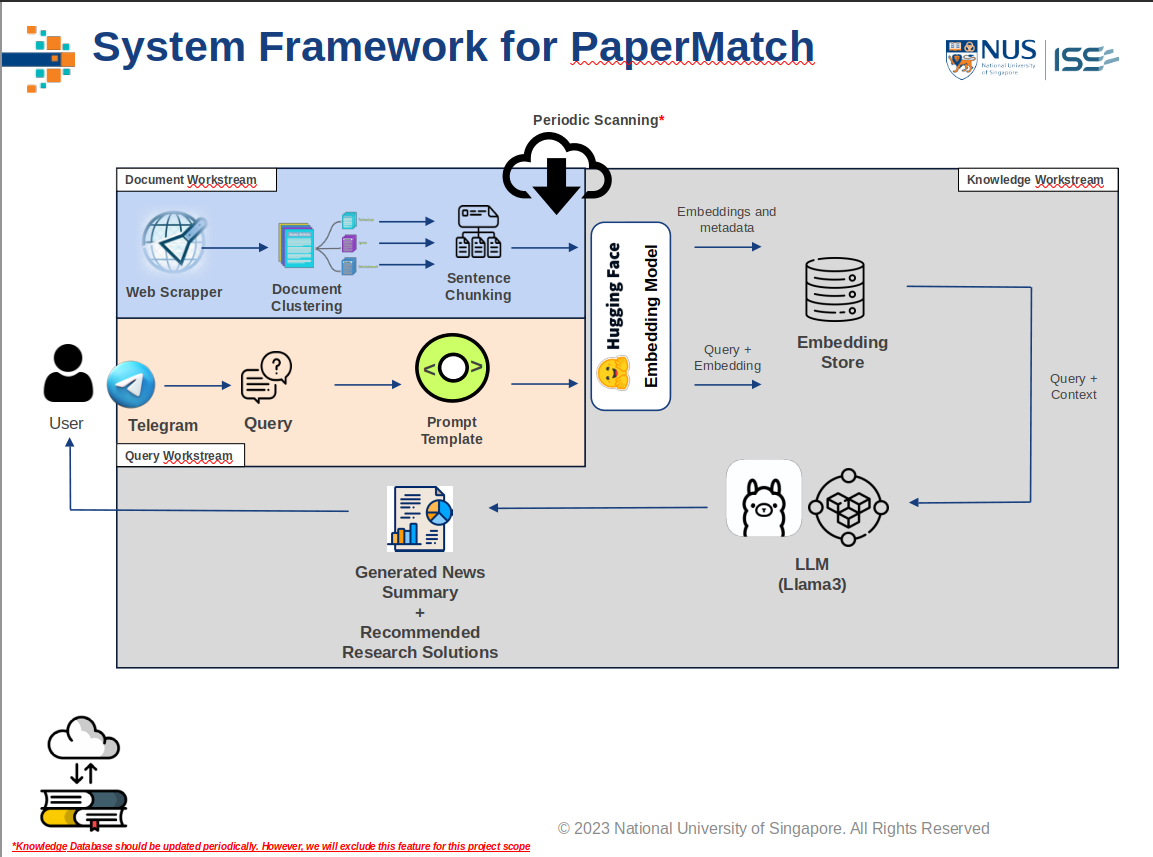 System Framework for PaperMatch
NUS
National University
of Singapore
ISS
Periodic Scanning*
Document Workstream
Knowledge Workstream
Web Scrapper
Document
Clustering
Sentence
Chunking
Hugging Face
Embedding Model
Embeddings and
metadata
Embedding
Store
Query +
Embedding
Query +
Context
User
Telegram
Query
< >
Prompt
Template
Query Workstream
LLM
(Llama3)
Generated News
Summary
+
Recommended
Research Solutions
© 2023 National University of Singapore. All Rights Reserved
*Knowledge Database should be updated periodically. However, we will exclude this feature for this project scope